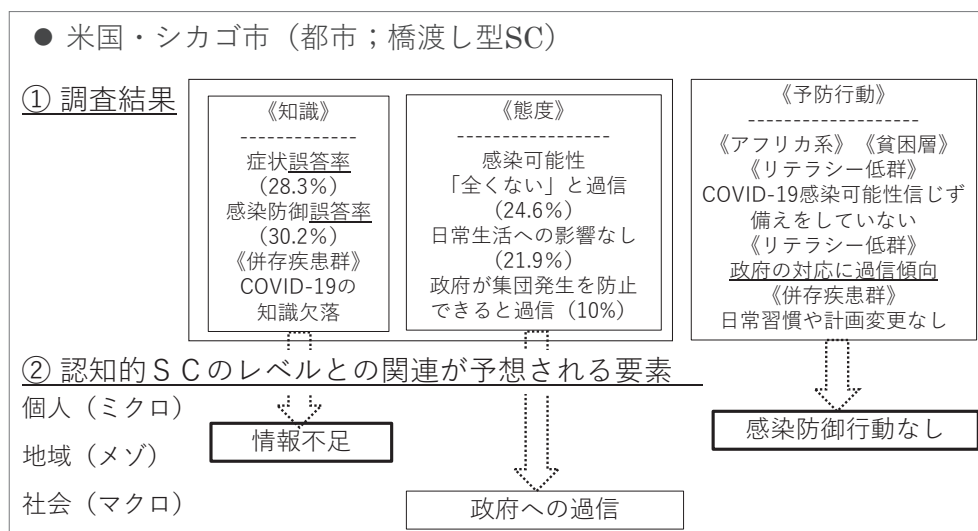 ● 米国・シカゴ市（都市；橋渡し型SC）
① 調査結果
《知識》
-------------
症状誤答率
(28.3%)
感染防御誤答率
(30.2%)
《併存疾患群》
COVID-19の
知識欠落
《態度》
-----------------
感染可能性
「全くない」と過信
(24.6%)
日常生活への影響なし
(21.9%)
政府が集団発生を防止
できると過信（10%）
《予防行動》
-------------------
《アフリカ系》《貧困層》
《リテラシー低群》
COVID-19感染可能性信じず
備えをしていない
《リテラシー低群》
政府の対応に過信傾向
《併存疾患群》
日常習慣や計画変更なし
② 認知的ＳＣのレベルとの関連が予想される要素
個人（ミクロ）
地域（メゾ）
社会（マクロ）
情報不足
政府への過信
感染防御行動なし